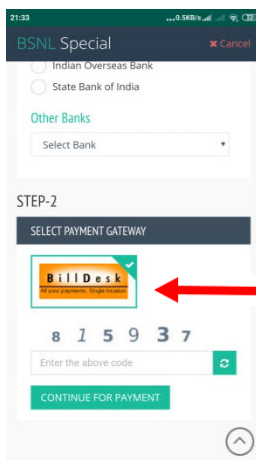 21:33 ...0.5KB/s
BSNL Special × Cancel
Indian Overseas Bank
State Bank of India
Other Banks
Select Bank
STEP-2
SELECT PAYMENT GATEWAY
BillDesk
All your payments. Single location
8 1 5 9 3 7
Enter the above code
CONTINUE FOR PAYMENT